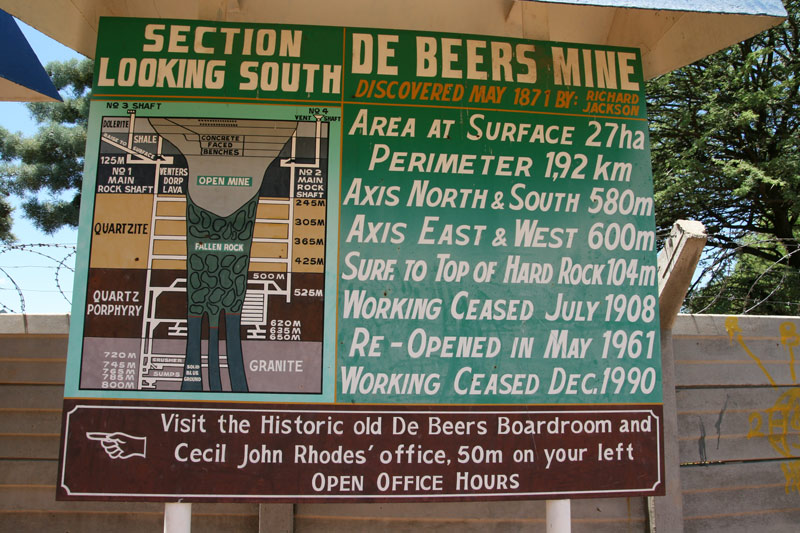 SECTION
LOOKING SOUTH
DE BEERS MINE
DISCOVERED MAY 1871 BY: RICHARD JACKSON
NO 3 SHAFT
NO 4
VENT SHAFT
DOLERITE
SHALE
CONCRETE
FACED
BENCHES
125M
NO 1
MAIN
ROCK SHAFT
VENTERS
DORP
LAVA
OPEN MINE
NO 2
MAIN
ROCK
SHAFT
245M
QUARTZITE
305M
FALLEN ROCK
365M
425M
500M
QUARTZ
PORPHYRY
525M
620M
635M
650M
720M
745M
765M
785M
800M
CRUSHER
SUMPS
SOLID
BLUE
GROUND
GRANITE
AREA AT SURFACE 27ha
PERIMETER 1,92 km
AXIS NORTH & SOUTH 580m
AXIS EAST & WEST 600m
SURF. TO TOP OF HARD ROCK 104m
WORKING CEASED JULY 1908
RE-OPENED IN MAY 1961
WORKING CEASED DEC. 1990
Visit the Historic old De Beers Boardroom and
Cecil John Rhodes' office, 50m on your left
OPEN OFFICE HOURS